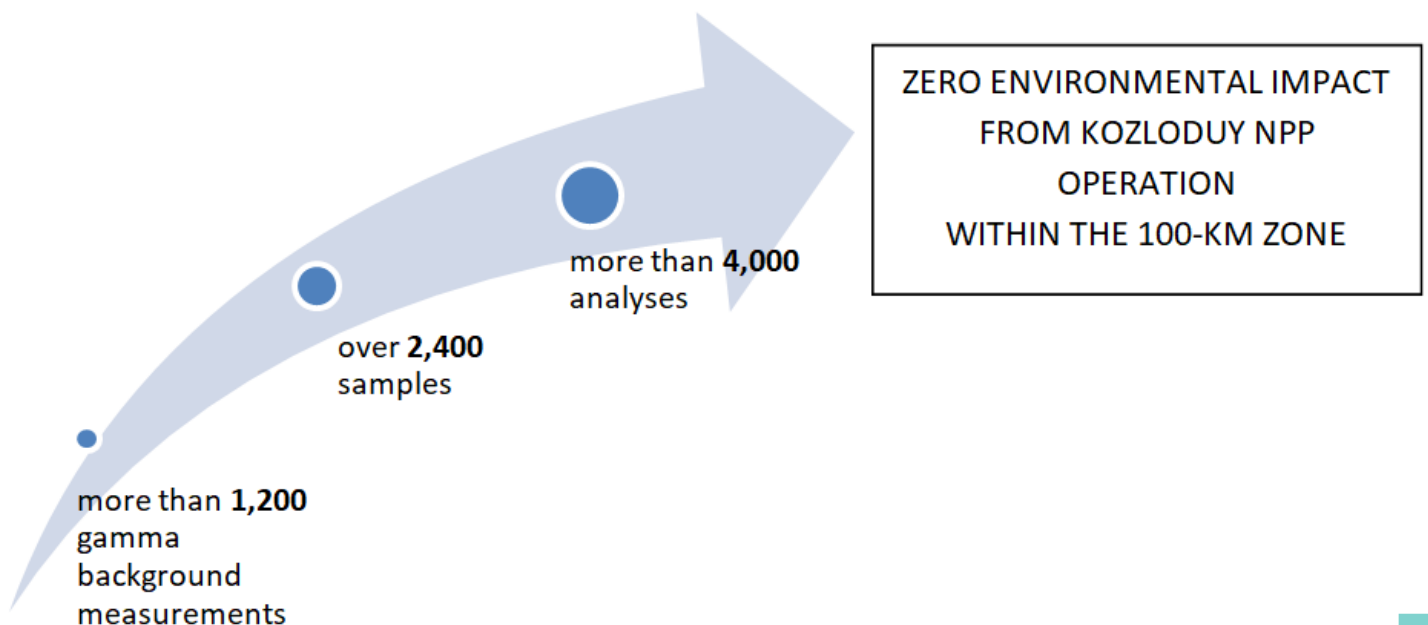 ZERO ENVIRONMENTAL IMPACT
FROM KOZLODUY NPP
OPERATION
WITHIN THE 100-KM ZONE
more than 4,000
analyses
over 2,400
samples
more than 1,200
gamma
background
measurements